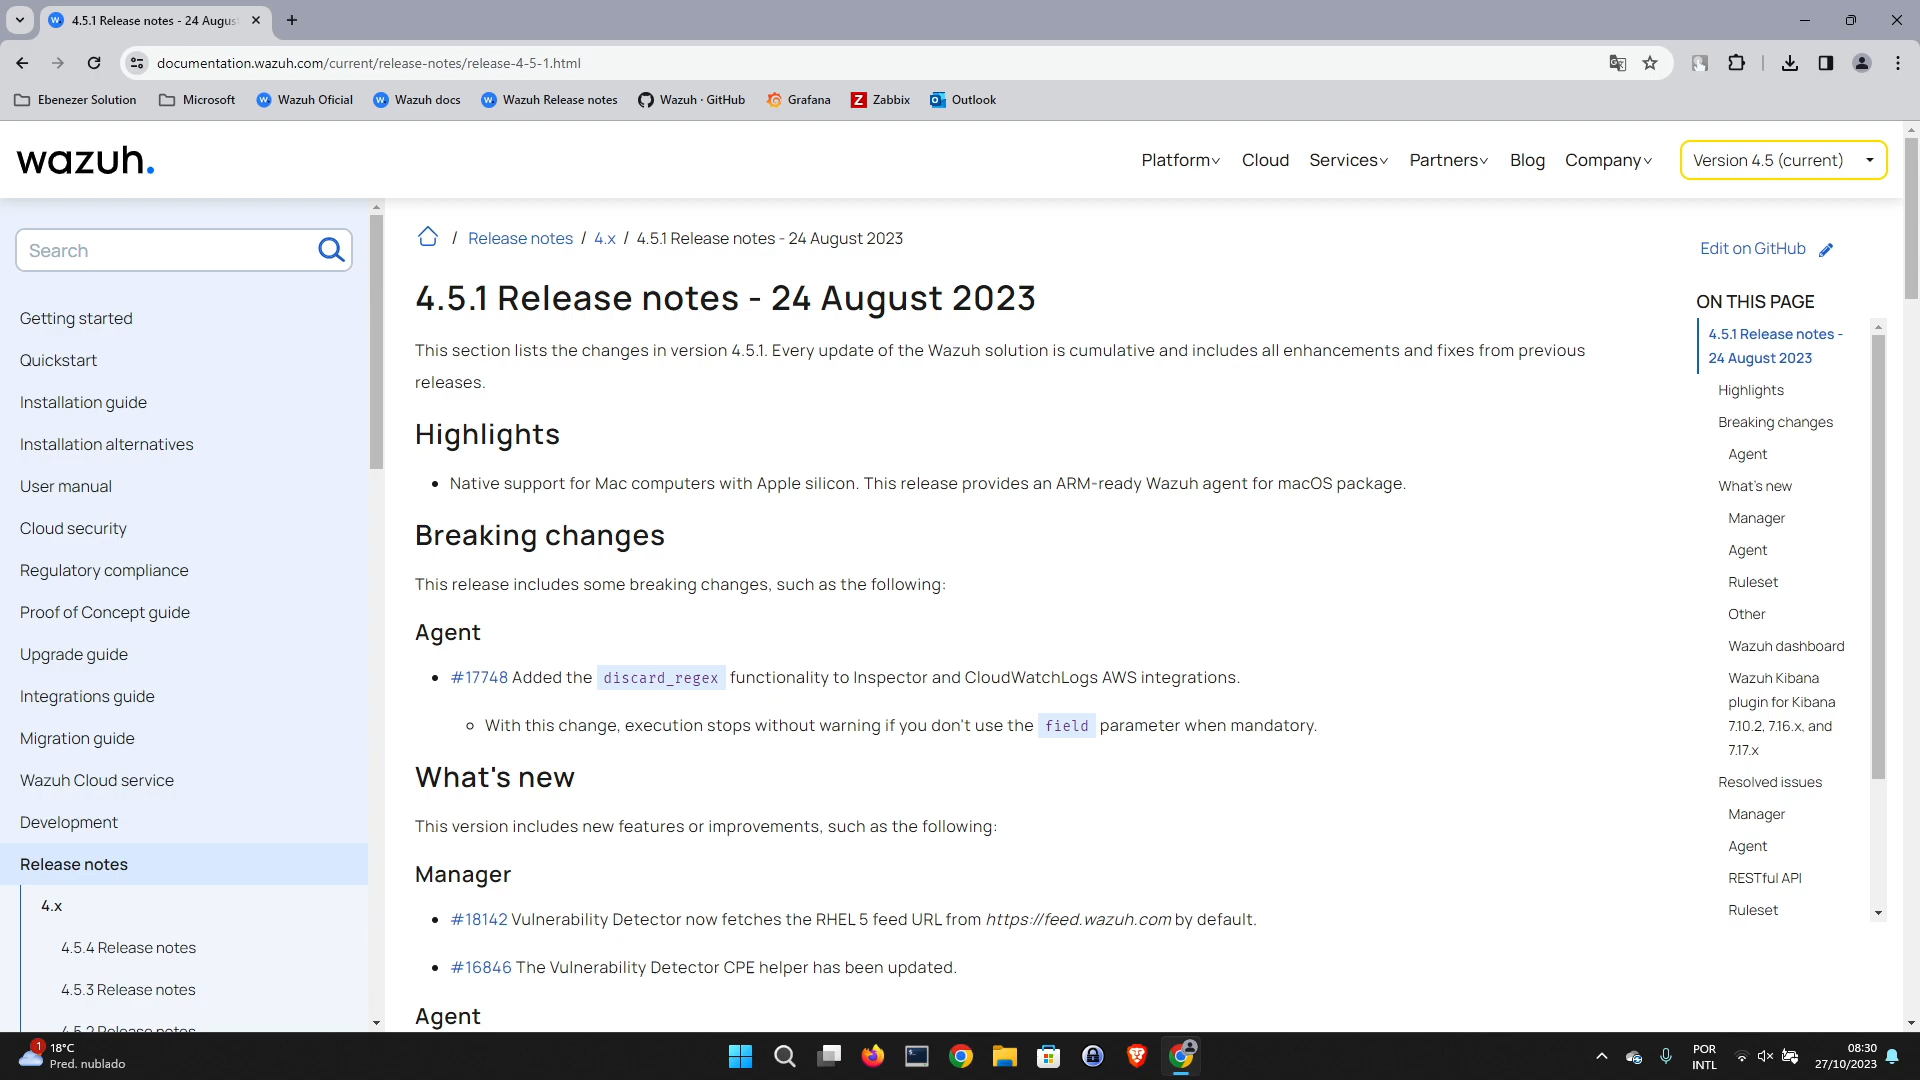 4.5.1 Release notes - 24 Augus
documentation.wazuh.com/current/release-notes/release-4-5-1.html
Ebenezer Solution
Microsoft
Wazuh Oficial
Wazuh docs
Wazuh Release notes
Wazuh · GitHub
Grafana
Zabbix
Outlook
wazuh.
Platform
Cloud
Services
Partners
Blog
Company
Version 4.5 (current)
Search
Getting started
Quickstart
Installation guide
Installation alternatives
User manual
Cloud security
Regulatory compliance
Proof of Concept guide
Upgrade guide
Integrations guide
Migration guide
Wazuh Cloud service
Development
Release notes
4.x
4.5.4 Release notes
4.5.3 Release notes
4.5.2 Release notes
/ Release notes / 4.x / 4.5.1 Release notes - 24 August 2023
4.5.1 Release notes - 24 August 2023
This section lists the changes in version 4.5.1. Every update of the Wazuh solution is cumulative and includes all enhancements and fixes from previous
releases.
Highlights
• Native support for Mac computers with Apple silicon. This release provides an ARM-ready Wazuh agent for macOS package.
Breaking changes
This release includes some breaking changes, such as the following:
Agent
• #17748 Added the discard_regex functionality to Inspector and CloudWatchLogs AWS integrations.
◦ With this change, execution stops without warning if you don't use the field parameter when mandatory.
What's new
This version includes new features or improvements, such as the following:
Manager
• #18142 Vulnerability Detector now fetches the RHEL 5 feed URL from https://feed.wazuh.com by default.
• #16846 The Vulnerability Detector CPE helper has been updated.
Agent
Edit on GitHub
ON THIS PAGE
4.5.1 Release notes -
24 August 2023
Highlights
Breaking changes
Agent
What's new
Manager
Agent
Ruleset
Other
Wazuh dashboard
Wazuh Kibana
plugin for Kibana
7.10.2, 7.16.x, and
7.17.x
Resolved issues
Manager
Agent
RESTful API
Ruleset
1
18°C
Pred. nublado
POR
INTL
08:30
27/10/2023